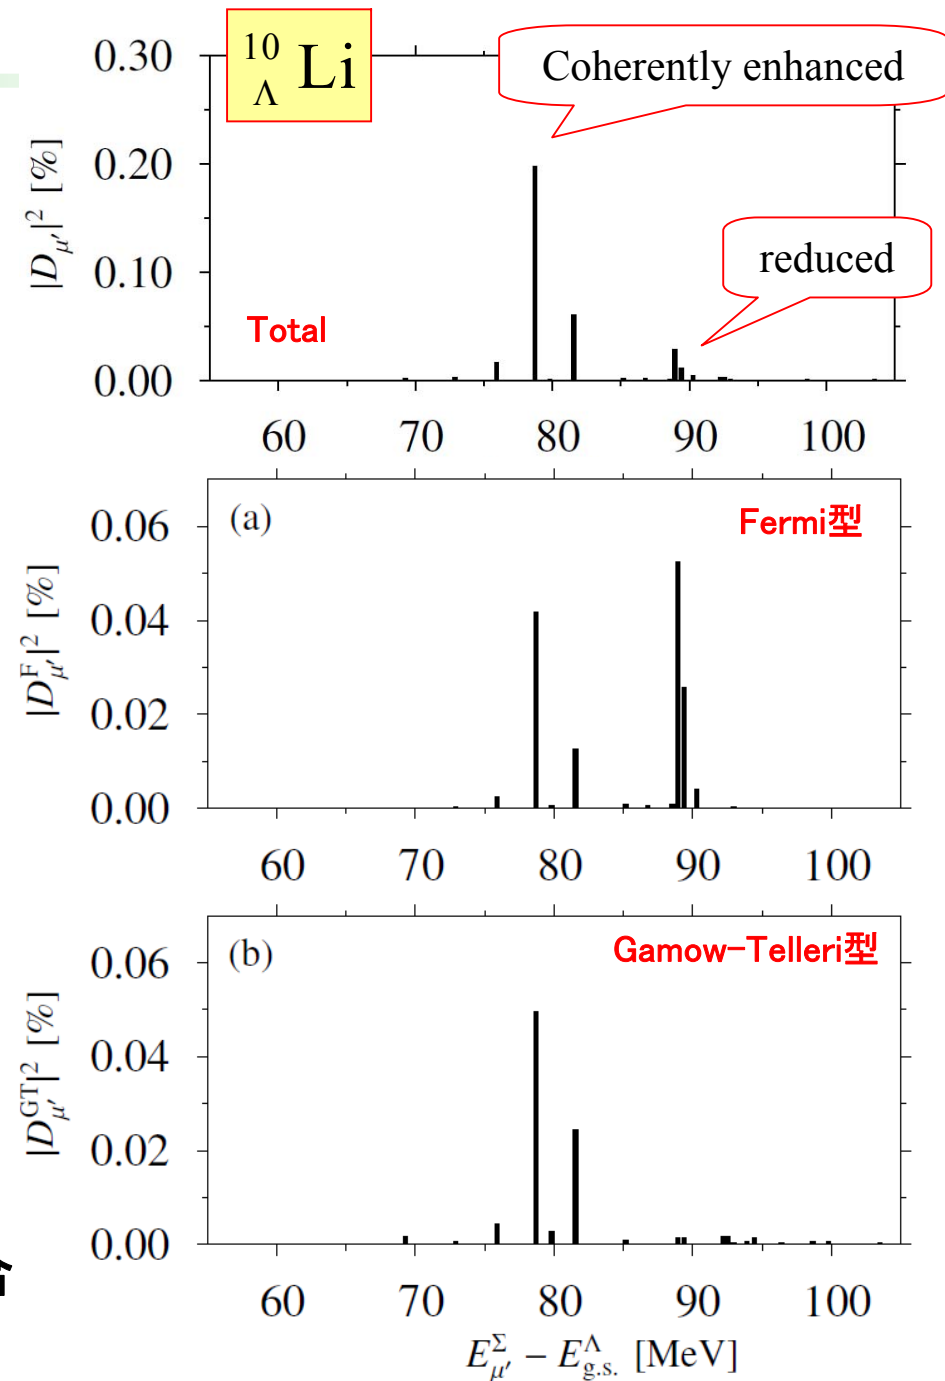 ¹⁰_Λ Li
Coherently enhanced
reduced
Total
|D_μ′|² [%]
0.30
0.20
0.10
0.00
60 70 80 90 100
(a)
Fermi型
|D^F_μ′|² [%]
0.06
0.04
0.02
0.00
60 70 80 90 100
(b)
Gamow-Telleri型
|D^GT_μ′|² [%]
0.06
0.04
0.02
0.00
60 70 80 90 100
E^Σ_μ′ − E^Λ_g.s. [MeV]